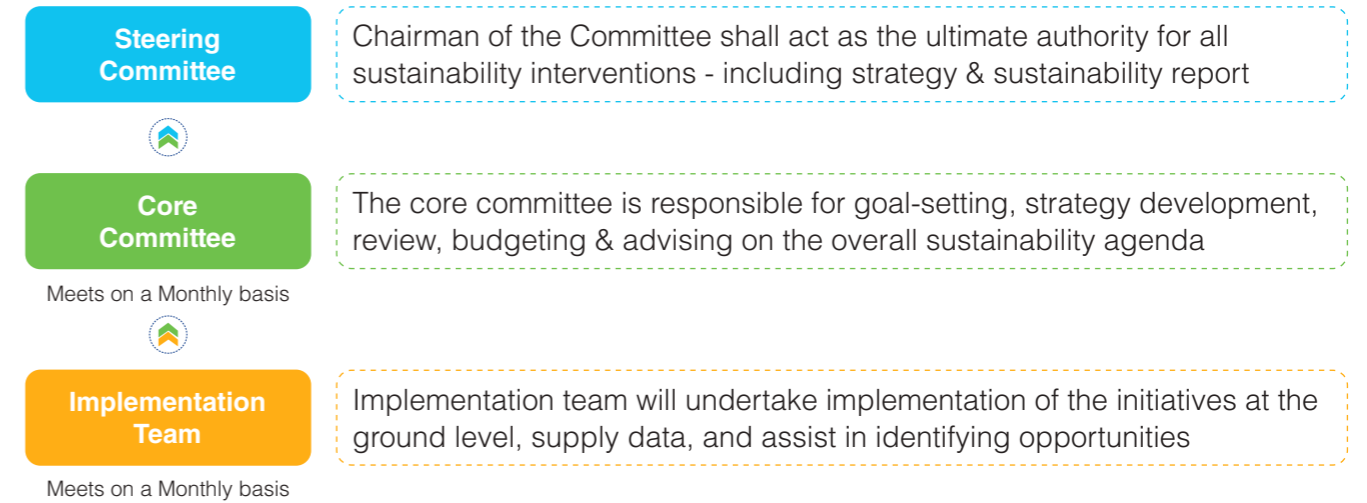 Steering
Committee
Chairman of the Committee shall act as the ultimate authority for all
sustainability interventions - including strategy & sustainability report
Core
Committee
The core committee is responsible for goal-setting, strategy development,
review, budgeting & advising on the overall sustainability agenda
Meets on a Monthly basis
Implementation
Team
Implementation team will undertake implementation of the initiatives at the
ground level, supply data, and assist in identifying opportunities
Meets on a Monthly basis